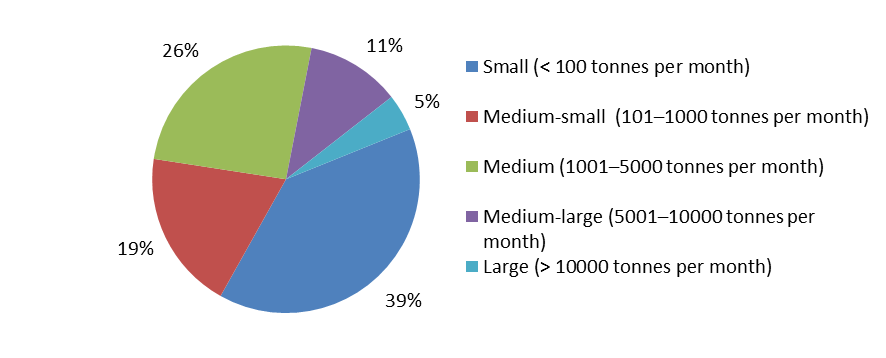 26%
11%
5%
19%
39%
Small (< 100 tonnes per month)
Medium-small  (101–1000 tonnes per month)
Medium (1001–5000 tonnes per month)
Medium-large (5001–10000 tonnes per
month)
Large (> 10000 tonnes per month)